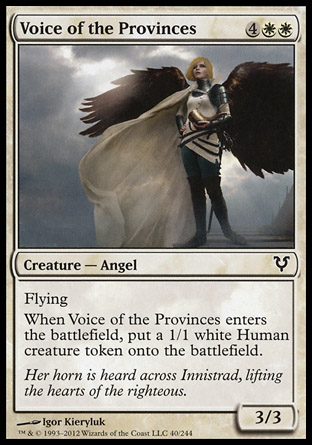 Voice of the Provinces 4
Creature — Angel
Flying
When Voice of the Provinces enters
the battlefield, put a 1/1 white Human
creature token onto the battlefield.
Her horn is heard across Innistrad, lifting
the hearts of the righteous.
3/3
Igor Kieryluk
™ & © 1993–2012 Wizards of the Coast LLC 40/244